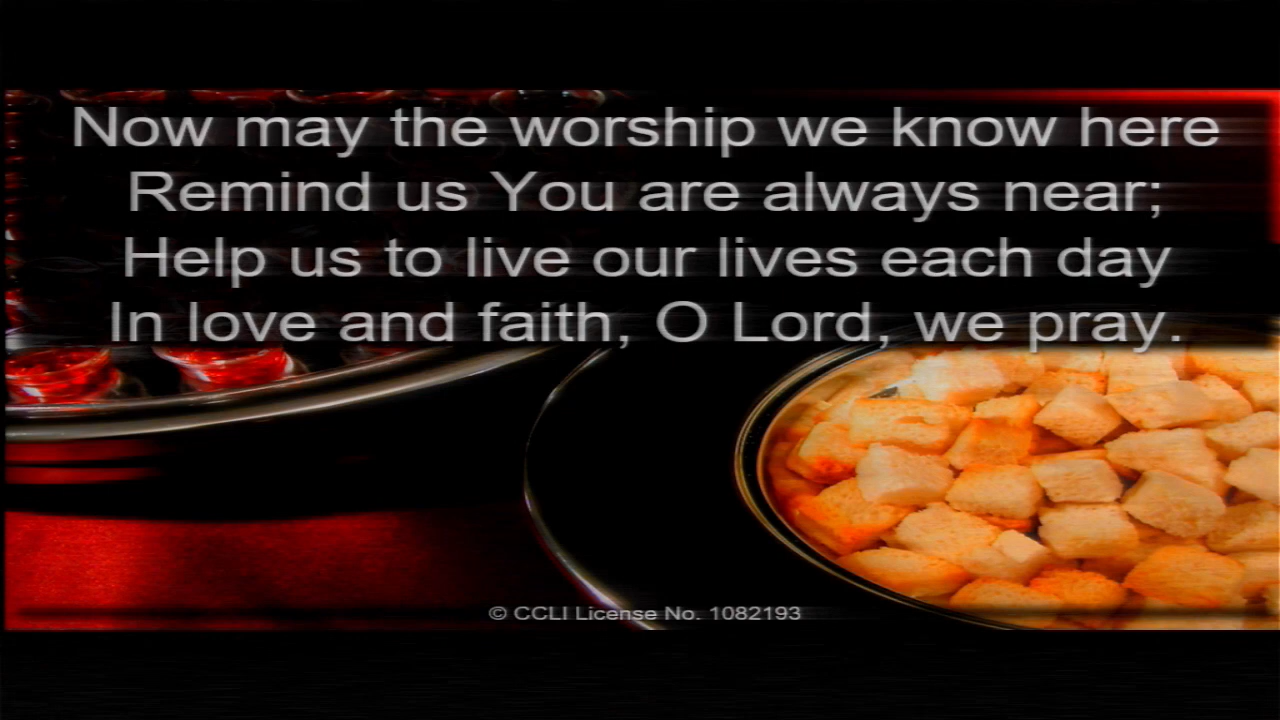 Now may the worship we know here
Remind us You are always near;
Help us to live our lives each day
In love and faith, O Lord, we pray.
© CCLI License No. 1082193